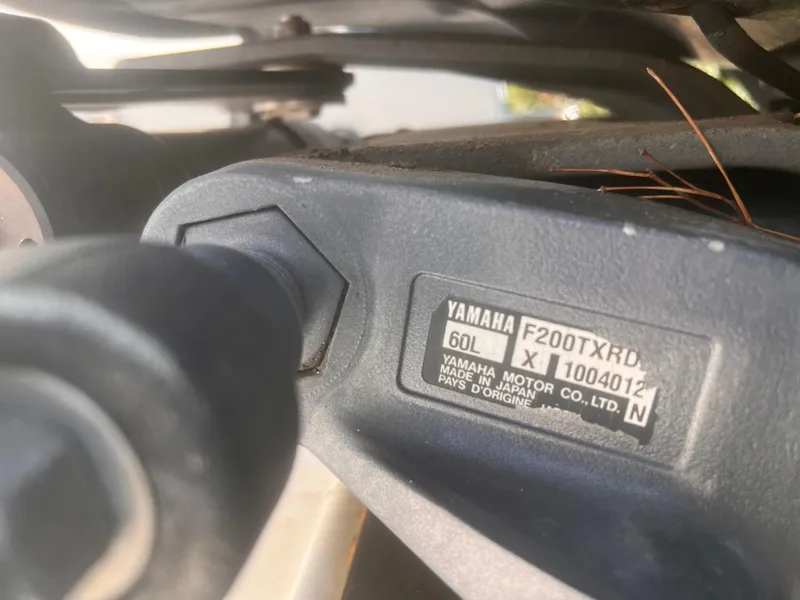 YAMAHA F200TXRD
60L X 1004012 N
YAMAHA MOTOR CO., LTD.
MADE IN JAPAN
PAYS D'ORIGINE